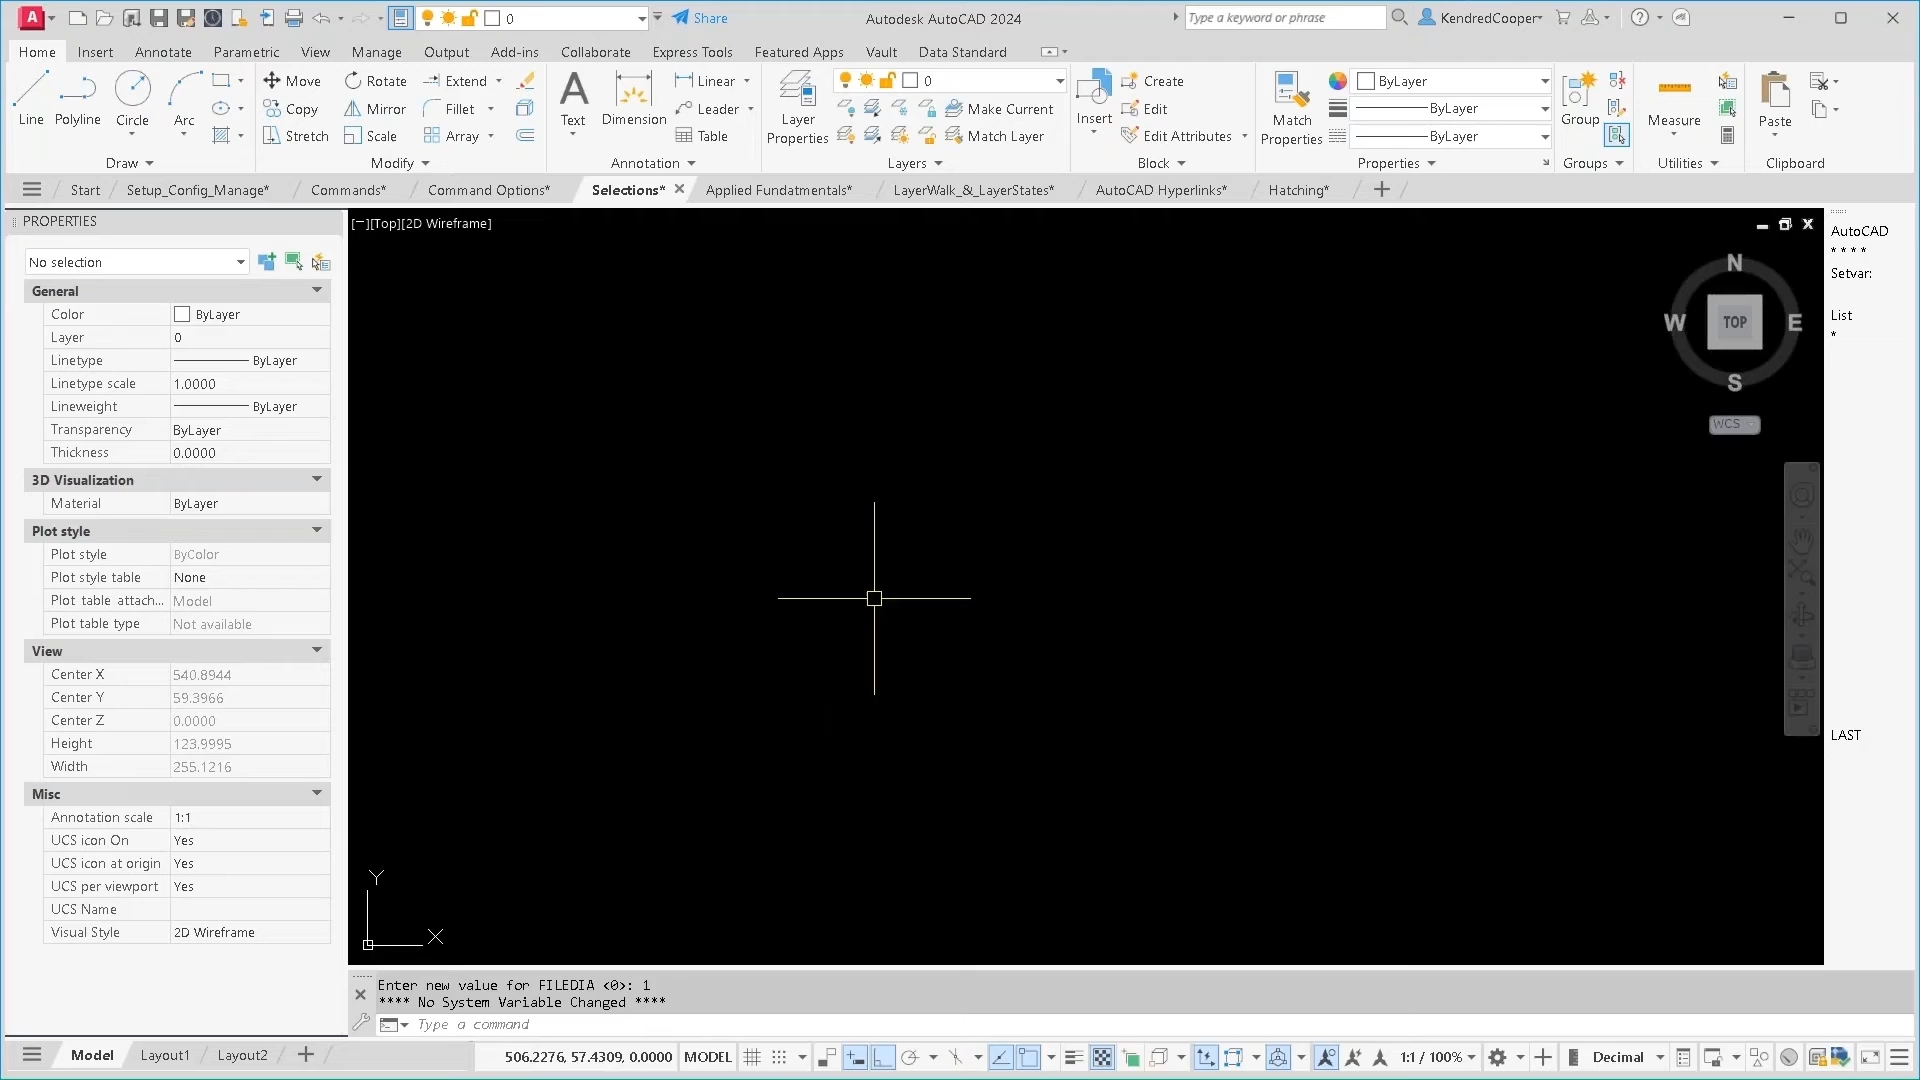 A 0 Share Autodesk AutoCAD 2024 Type a keyword or phrase KendredCooper
Home Insert Annotate Parametric View Manage Output Add-ins Collaborate Express Tools Featured Apps Vault Data Standard
Line Polyline Circle Arc
Move Rotate Extend
Copy Mirror Fillet
Stretch Scale Array
Text Dimension
Linear
Leader
Table
Layer Properties
0
Make Current
Match Layer
Insert
Create
Edit
Edit Attributes
Match Properties
ByLayer
ByLayer
ByLayer
Group
Measure
Paste
Draw Modify Annotation Layers Block Properties Groups Utilities Clipboard
Start Setup_Config_Manage* Commands* Command Options* Selections* Applied Fundatmentals* LayerWalk_&_LayerStates* AutoCAD Hyperlinks* Hatching*
PROPERTIES
No selection
General
Color ByLayer
Layer 0
Linetype ByLayer
Linetype scale 1.0000
Lineweight ByLayer
Transparency ByLayer
Thickness 0.0000
3D Visualization
Material ByLayer
Plot style
Plot style ByColor
Plot style table None
Plot table attach... Model
Plot table type Not available
View
Center X 540.8944
Center Y 59.3966
Center Z 0.0000
Height 123.9995
Width 255.1216
Misc
Annotation scale 1:1
UCS icon On Yes
UCS icon at origin Yes
UCS per viewport Yes
UCS Name
Visual Style 2D Wireframe
[−][Top][2D Wireframe]
N
W TOP E
S
WCS
Y
X
AutoCAD
* * * *
Setvar:
List
*
LAST
Enter new value for FILEDIA <0>: 1
**** No System Variable Changed ****
Type a command
Model Layout1 Layout2 506.2276, 57.4309, 0.0000 MODEL 1:1 / 100% Decimal